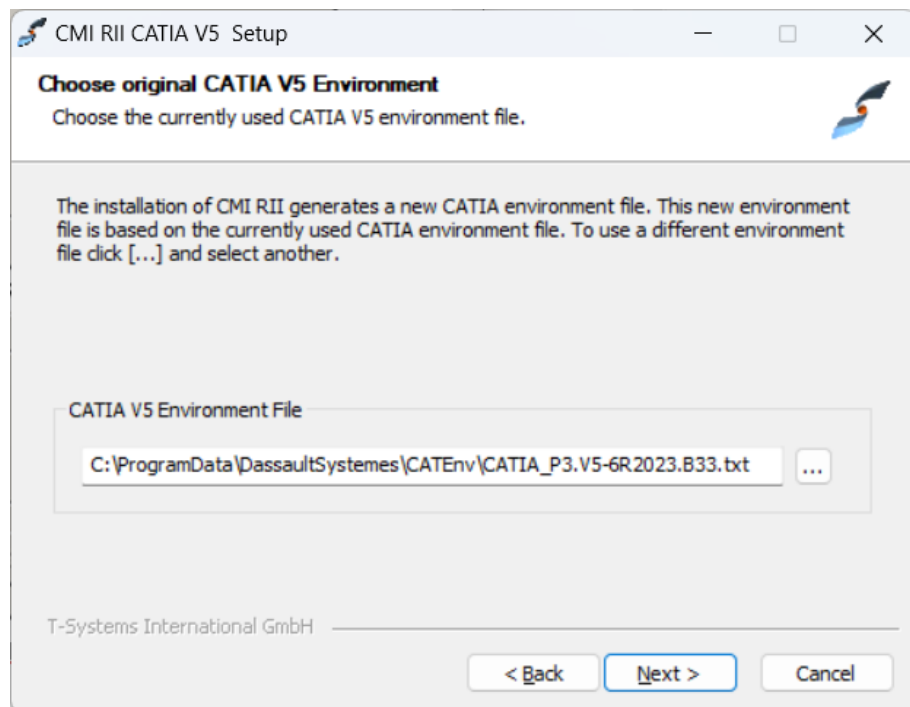 CMI RII CATIA V5  Setup
Choose original CATIA V5 Environment
Choose the currently used CATIA V5 environment file.
The installation of CMI RII generates a new CATIA environment file. This new environment
file is based on the currently used CATIA environment file. To use a different environment
file click [...] and select another.
CATIA V5 Environment File
C:\ProgramData\DassaultSystemes\CATEnv\CATIA_P3.V5-6R2023.B33.txt
...
T-Systems International GmbH
< Back
Next >
Cancel